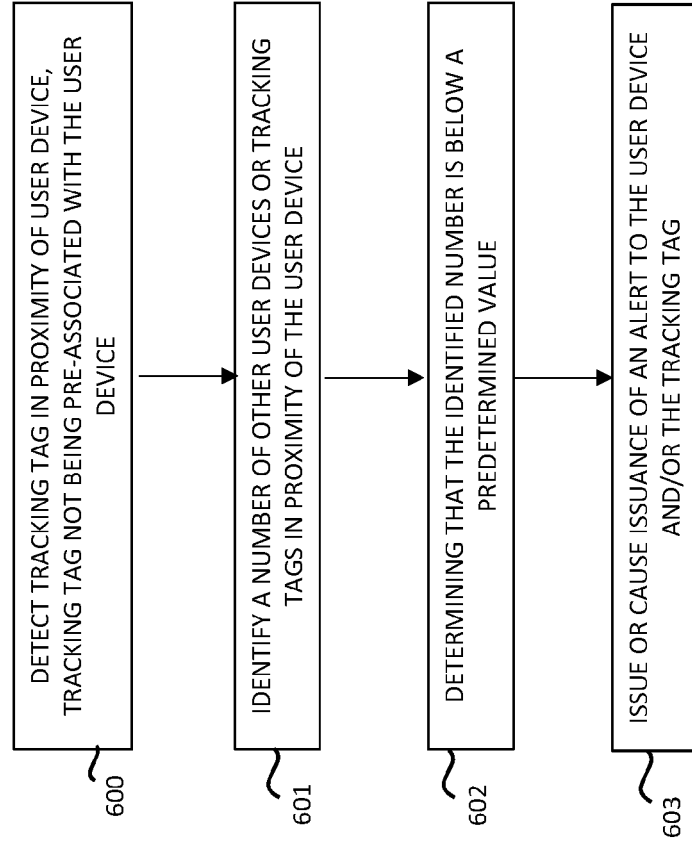 DETECT TRACKING TAG IN PROXIMITY OF USER DEVICE,
TRACKING TAG NOT BEING PRE-ASSOCIATED WITH THE USER
DEVICE
600
IDENTIFY A NUMBER OF OTHER USER DEVICES OR TRACKING
TAGS IN PROXIMITY OF THE USER DEVICE
601
DETERMINING THAT THE IDENTIFIED NUMBER IS BELOW A
PREDETERMINED VALUE
602
ISSUE OR CAUSE ISSUANCE OF AN ALERT TO THE USER DEVICE
AND/OR THE TRACKING TAG
603